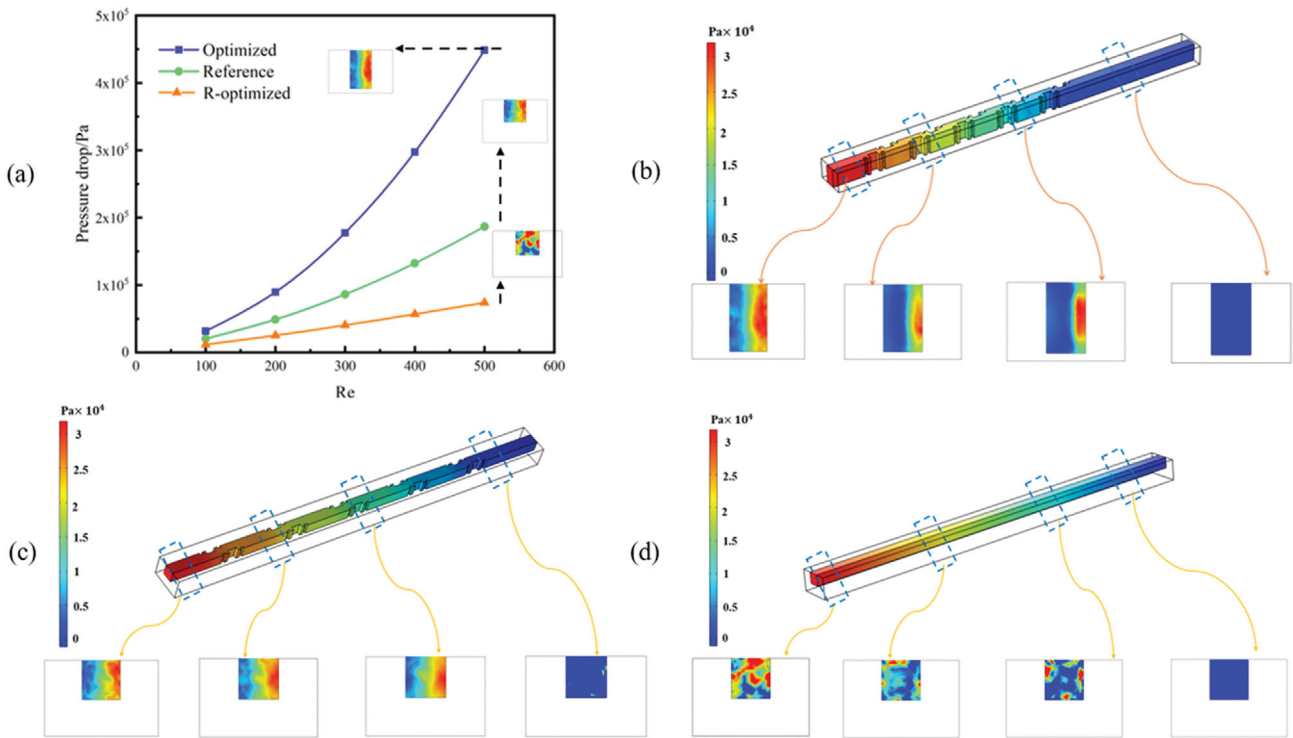 (a)
Pressure drop/Pa
5x10⁵
4x10⁵
3x10⁵
2x10⁵
1x10⁵
0
Optimized
Reference
R-optimized
100 200 300 400 500 600
Re
(b)
Pa× 10⁴
3
2.5
2
1.5
1
0.5
0
(c)
Pa× 10⁴
3
2.5
2
1.5
1
0.5
0
(d)
Pa× 10⁴
3
2.5
2
1.5
1
0.5
0